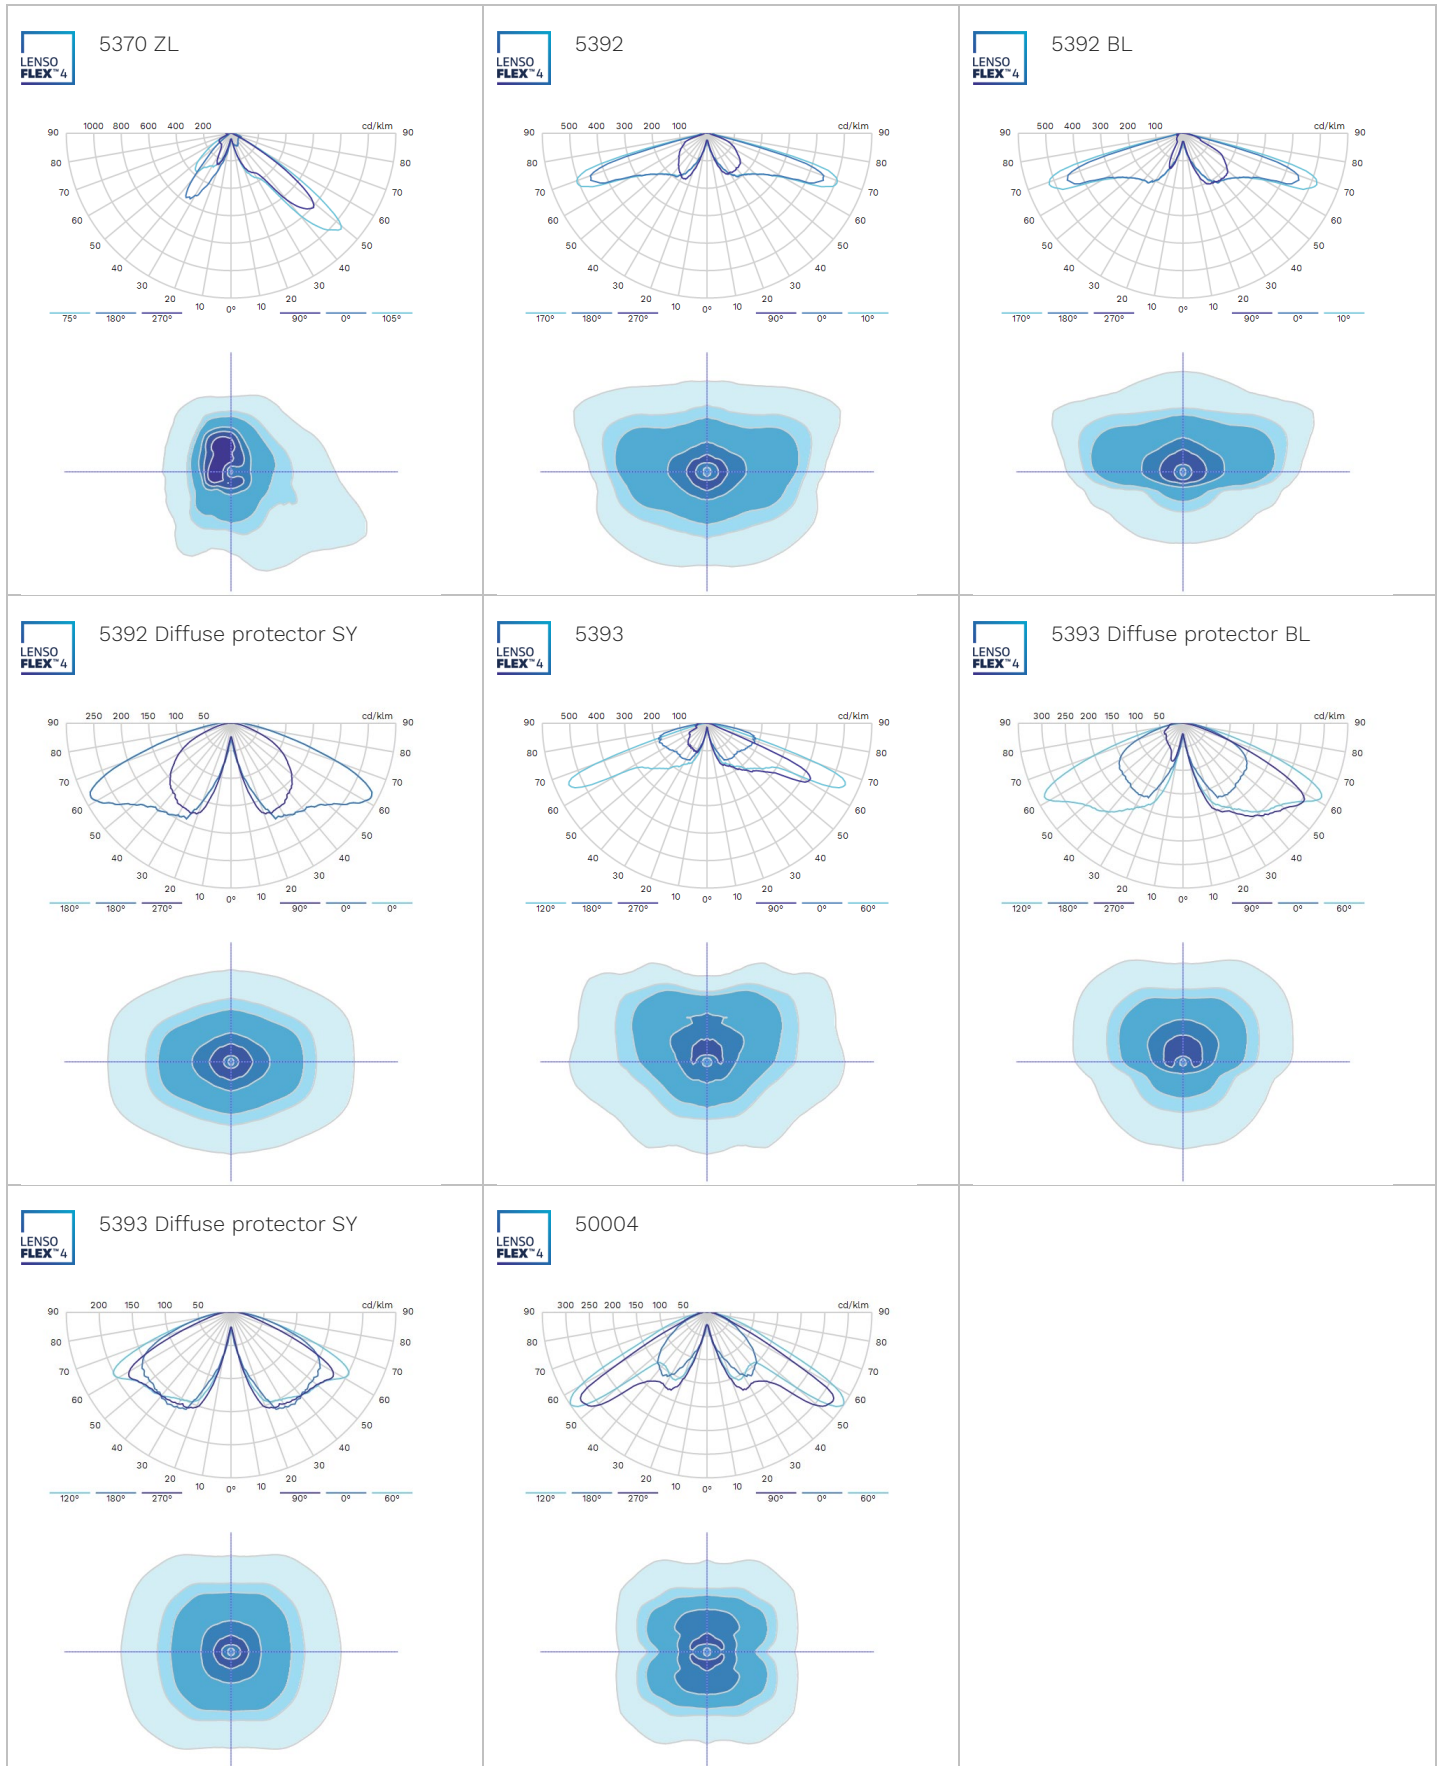 LENSO
FLEX™4
5370 ZL
90 1000 800 600 400 200 cd/klm 90
80 80
70 70
60 60
50 50
40 40
30 30
20 10 0° 10 20
75° 180° 270° 90° 0° 105°
LENSO
FLEX™4
5392
90 500 400 300 200 100 cd/klm 90
80 80
70 70
60 60
50 50
40 40
30 30
20 10 0° 10 20
170° 180° 270° 90° 0° 10°
LENSO
FLEX™4
5392 BL
90 500 400 300 200 100 cd/klm 90
80 80
70 70
60 60
50 50
40 40
30 30
20 10 0° 10 20
170° 180° 270° 90° 0° 10°
LENSO
FLEX™4
5392 Diffuse protector SY
90 250 200 150 100 50 cd/klm 90
80 80
70 70
60 60
50 50
40 40
30 30
20 10 0° 10 20
180° 180° 270° 90° 0° 0°
LENSO
FLEX™4
5393
90 500 400 300 200 100 cd/klm 90
80 80
70 70
60 60
50 50
40 40
30 30
20 10 0° 10 20
120° 180° 270° 90° 0° 60°
LENSO
FLEX™4
5393 Diffuse protector BL
90 300 250 200 150 100 50 cd/klm 90
80 80
70 70
60 60
50 50
40 40
30 30
20 10 0° 10 20
120° 180° 270° 90° 0° 60°
LENSO
FLEX™4
5393 Diffuse protector SY
90 200 150 100 50 cd/klm 90
80 80
70 70
60 60
50 50
40 40
30 30
20 10 0° 10 20
120° 180° 270° 90° 0° 60°
LENSO
FLEX™4
50004
90 300 250 200 150 100 50 cd/klm 90
80 80
70 70
60 60
50 50
40 40
30 30
20 10 0° 10 20
120° 180° 270° 90° 0° 60°